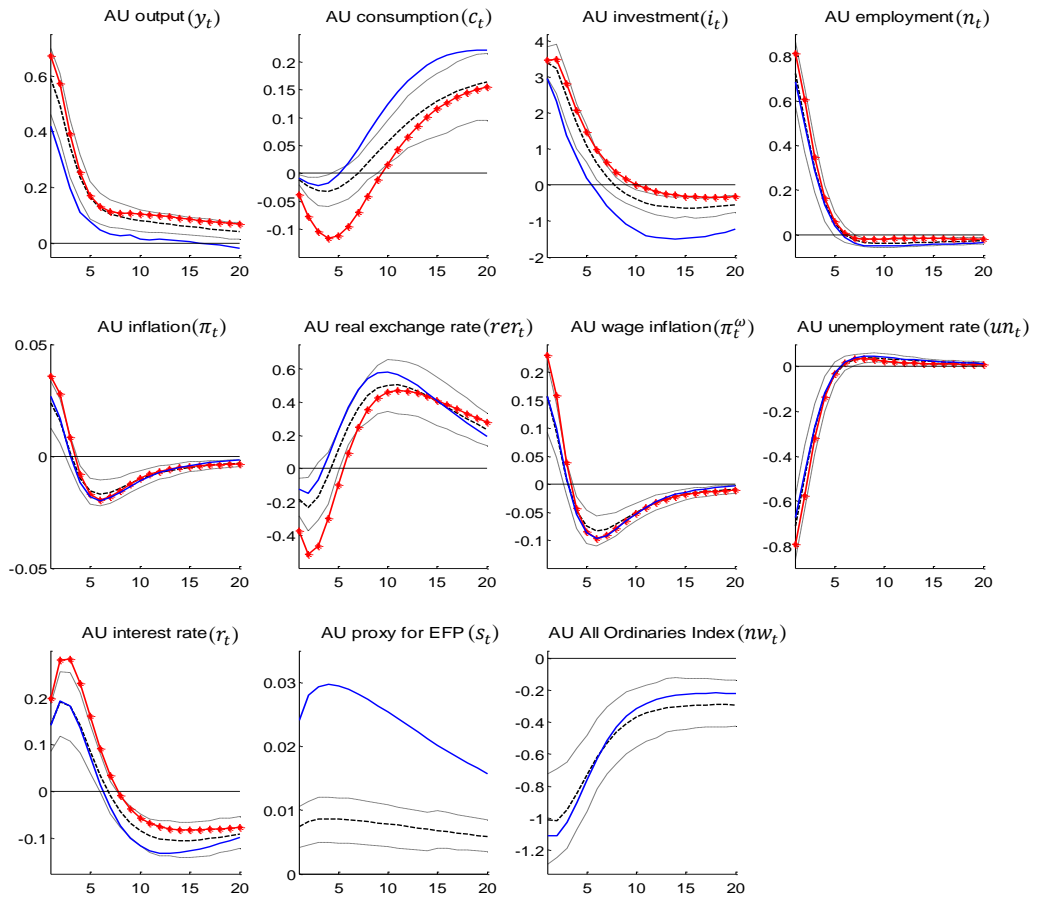 AU output(y_t)
AU consumption(c_t)
AU investment(i_t)
AU employment(n_t)
0.6
0.4
0.2
0
5 10 15 20
0.2
0.15
0.1
0.05
0
-0.05
-0.1
5 10 15 20
4
3
2
1
0
-1
-2
5 10 15 20
0.8
0.6
0.4
0.2
0
-0.1
5 10 15 20
AU inflation(π_t)
AU real exchange rate(rer_t)
AU wage inflation(π_t^ω)
AU unemployment rate(un_t)
0.05
0
-0.05
5 10 15 20
0.6
0.4
0.2
0
-0.2
-0.4
5 10 15 20
0.2
0.15
0.1
0.05
0
-0.05
-0.1
5 10 15 20
0
-0.2
-0.4
-0.6
-0.8
5 10 15 20
AU interest rate(r_t)
AU proxy for EFP(s_t)
AU All Ordinaries Index(nw_t)
0.2
0.1
0
-0.1
5 10 15 20
0.03
0.02
0.01
0
5 10 15 20
0
-0.2
-0.4
-0.6
-0.8
-1
-1.2
5 10 15 20